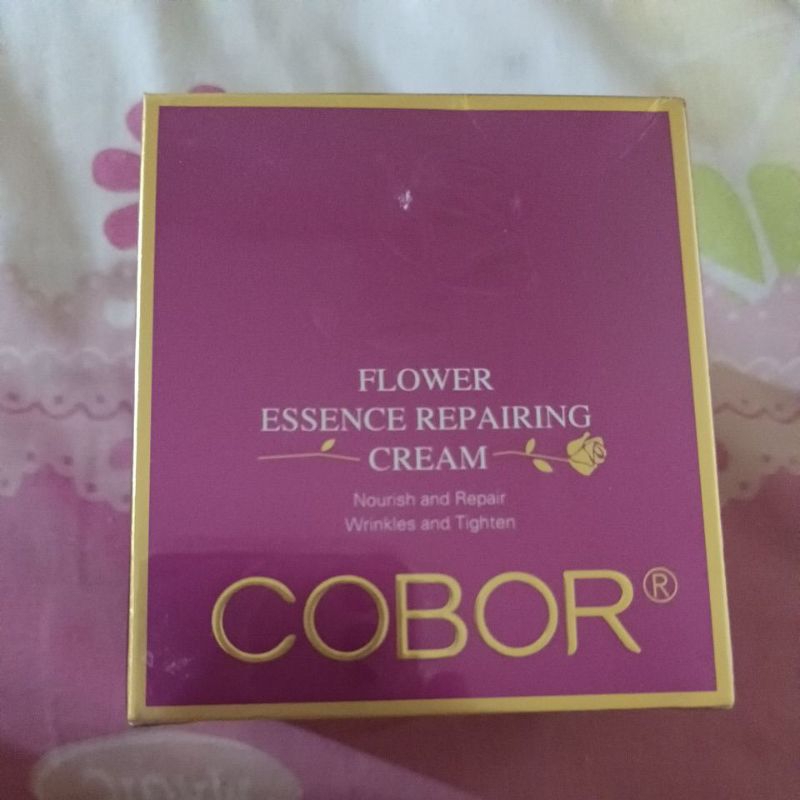 FLOWER
ESSENCE REPAIRING
CREAM
Nourish and Repair
Wrinkles and Tighten
COBOR®